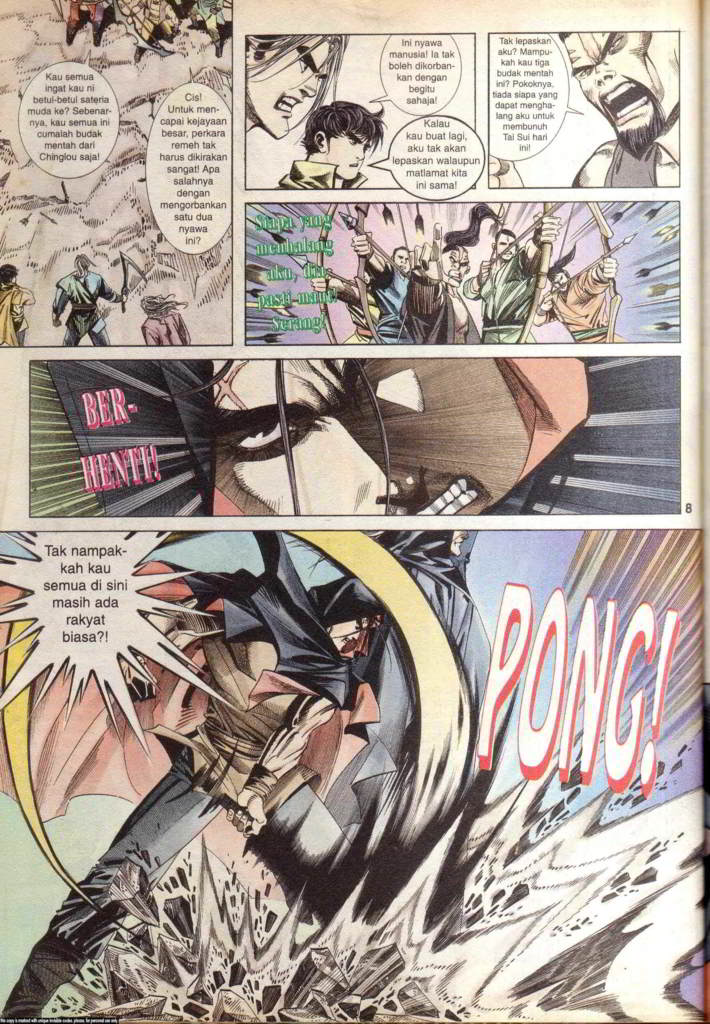 Kau semua
ingat kau ni
betul-betul sateria
muda ke? Sebenar-
nya, kau semua ini
cumalah budak
mentah dari
Chinglou saja!
Cis!
Untuk men-
capai kejayaan
besar, perkara
remeh tak
harus dikirakan
sangat! Apa
salahnya
dengan
mengorbankan
satu dua
nyawa
ini?
Ini nyawa
manusia! Ia tak
boleh dikorban-
kan dengan
begitu
sahaja!
Kalau
kau buat lagi,
aku tak akan
lepaskan walaupun
matlamat kita
ini sama!
Tak lepaskan
aku? Mampu-
kah kau tiga
budak mentah
ini? Pokoknya,
tiada siapa yang
dapat mengha-
lang aku untuk
membunuh
Tai Sui hari
ini!
Siapa yang
menghalang
aku, dia
pasti maut!
Serang!
BER-
HENTI!
8
Tak nampak-
kah kau
semua di sini
masih ada
rakyat
biasa?!
PONG!